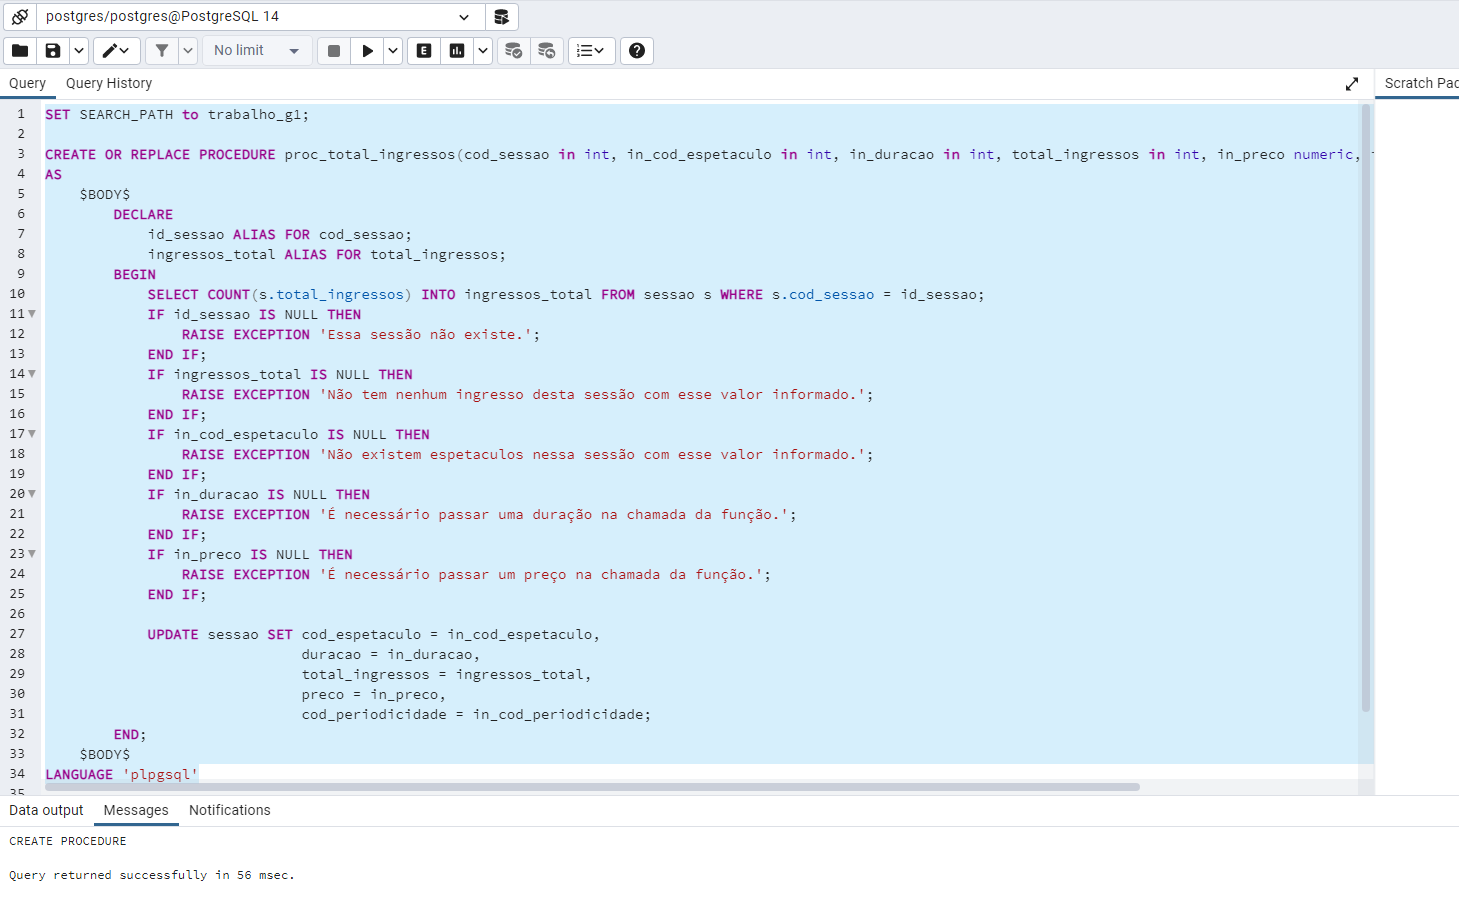 postgres/postgres@PostgreSQL 14
No limit
E
Query Query History Scratch Pad
1 SET SEARCH_PATH to trabalho_g1;
2
3 CREATE OR REPLACE PROCEDURE proc_total_ingressos(cod_sessao in int, in_cod_espetaculo in int, in_duracao in int, total_ingressos in int, in_preco numeric,
4 AS
5 $BODY$
6 DECLARE
7 id_sessao ALIAS FOR cod_sessao;
8 ingressos_total ALIAS FOR total_ingressos;
9 BEGIN
10 SELECT COUNT(s.total_ingressos) INTO ingressos_total FROM sessao s WHERE s.cod_sessao = id_sessao;
11 IF id_sessao IS NULL THEN
12 RAISE EXCEPTION 'Essa sessão não existe.';
13 END IF;
14 IF ingressos_total IS NULL THEN
15 RAISE EXCEPTION 'Não tem nenhum ingresso desta sessão com esse valor informado.';
16 END IF;
17 IF in_cod_espetaculo IS NULL THEN
18 RAISE EXCEPTION 'Não existem espetaculos nessa sessão com esse valor informado.';
19 END IF;
20 IF in_duracao IS NULL THEN
21 RAISE EXCEPTION 'É necessário passar uma duração na chamada da função.';
22 END IF;
23 IF in_preco IS NULL THEN
24 RAISE EXCEPTION 'É necessário passar um preço na chamada da função.';
25 END IF;
26
27 UPDATE sessao SET cod_espetaculo = in_cod_espetaculo,
28 duracao = in_duracao,
29 total_ingressos = ingressos_total,
30 preco = in_preco,
31 cod_periodicidade = in_cod_periodicidade;
32 END;
33 $BODY$
34 LANGUAGE 'plpgsql'
35
Data output Messages Notifications
CREATE PROCEDURE
Query returned successfully in 56 msec.